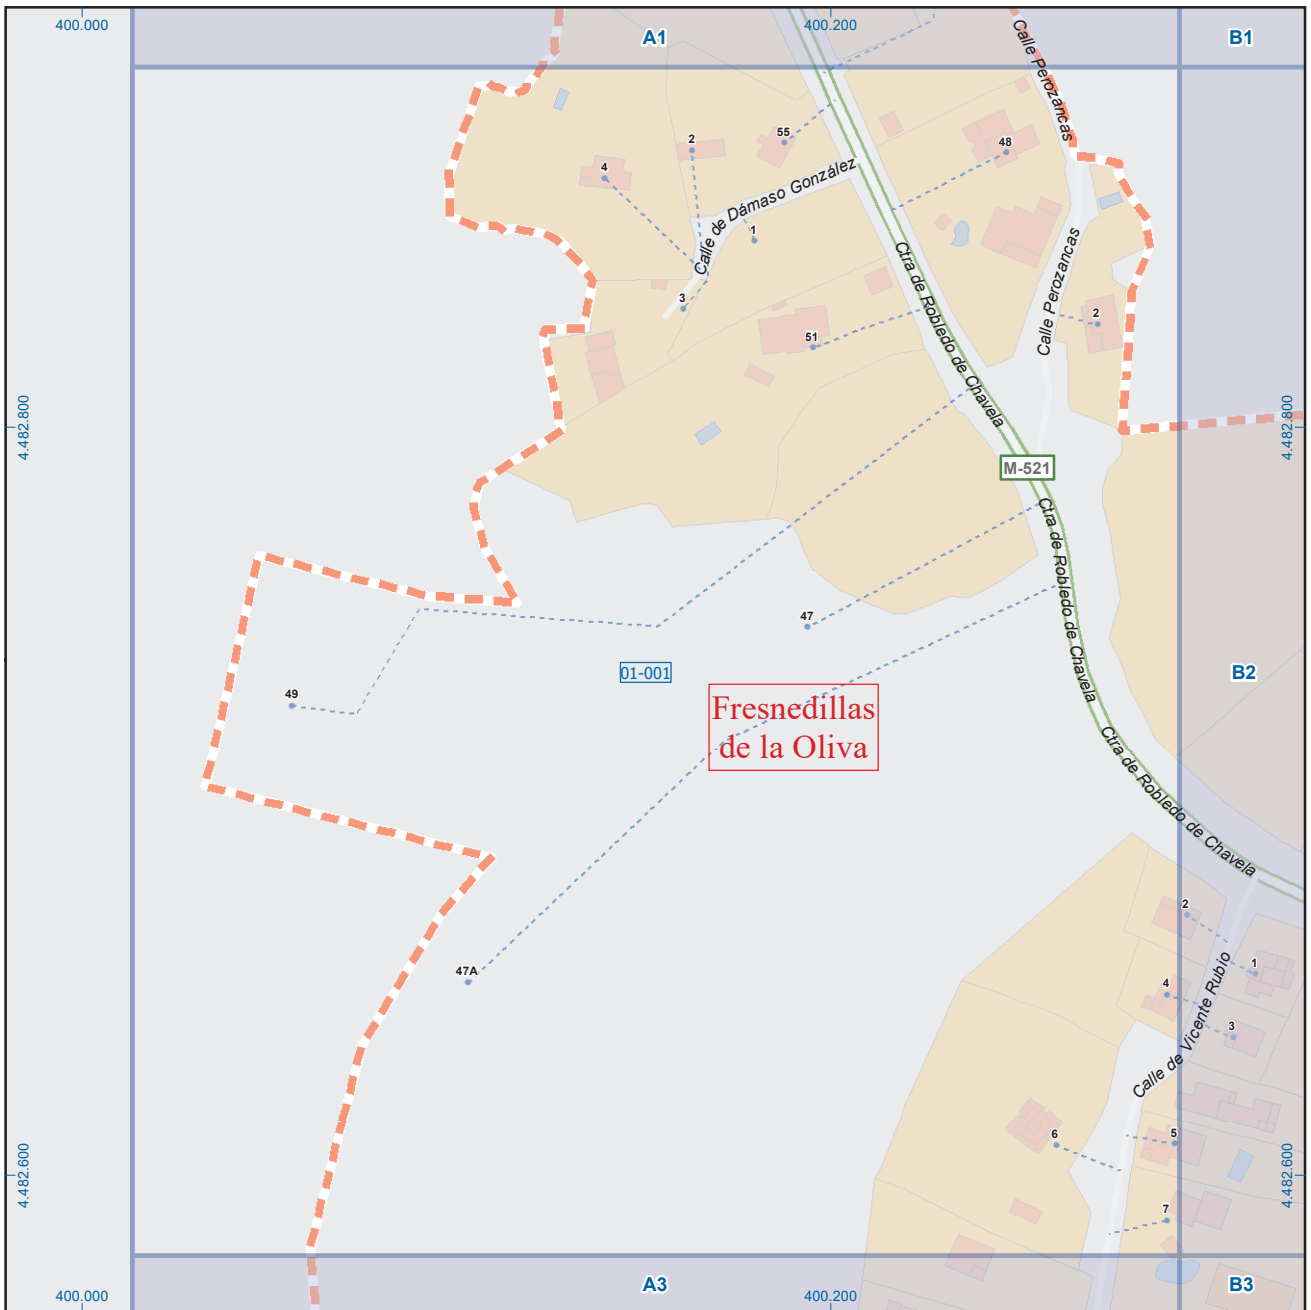 400.000
400.200
A1
B1
Calle Perozancas
55
2
48
4
Calle de Dámaso González
1
Calle Perozancas
3
2
51
Ctra de Robledo de Chavela
4.482.800
4.482.800
M-521
Ctra de Robledo de Chavela
47
01-001
B2
49
Fresnedillas
de la Oliva
Ctra de Robledo de Chavela
2
47A
1
4
3
Calle de Vicente Rubio
6
5
4.482.600
4.482.600
7
A3
B3
400.000
400.200